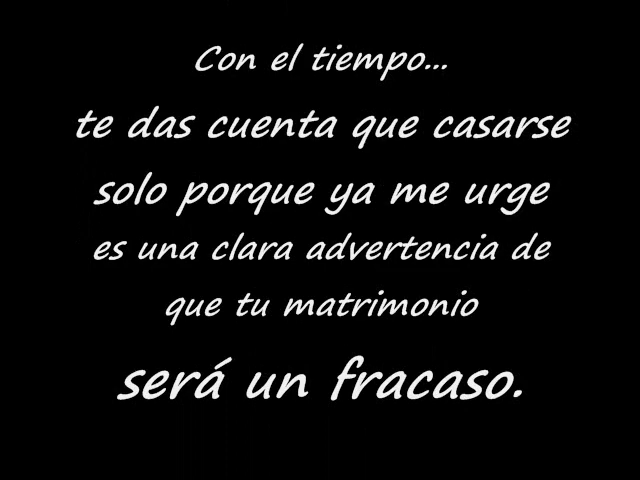 Con el tiempo...
te das cuenta que casarse
solo porque ya me urge
es una clara advertencia de
que tu matrimonio
será un fracaso.